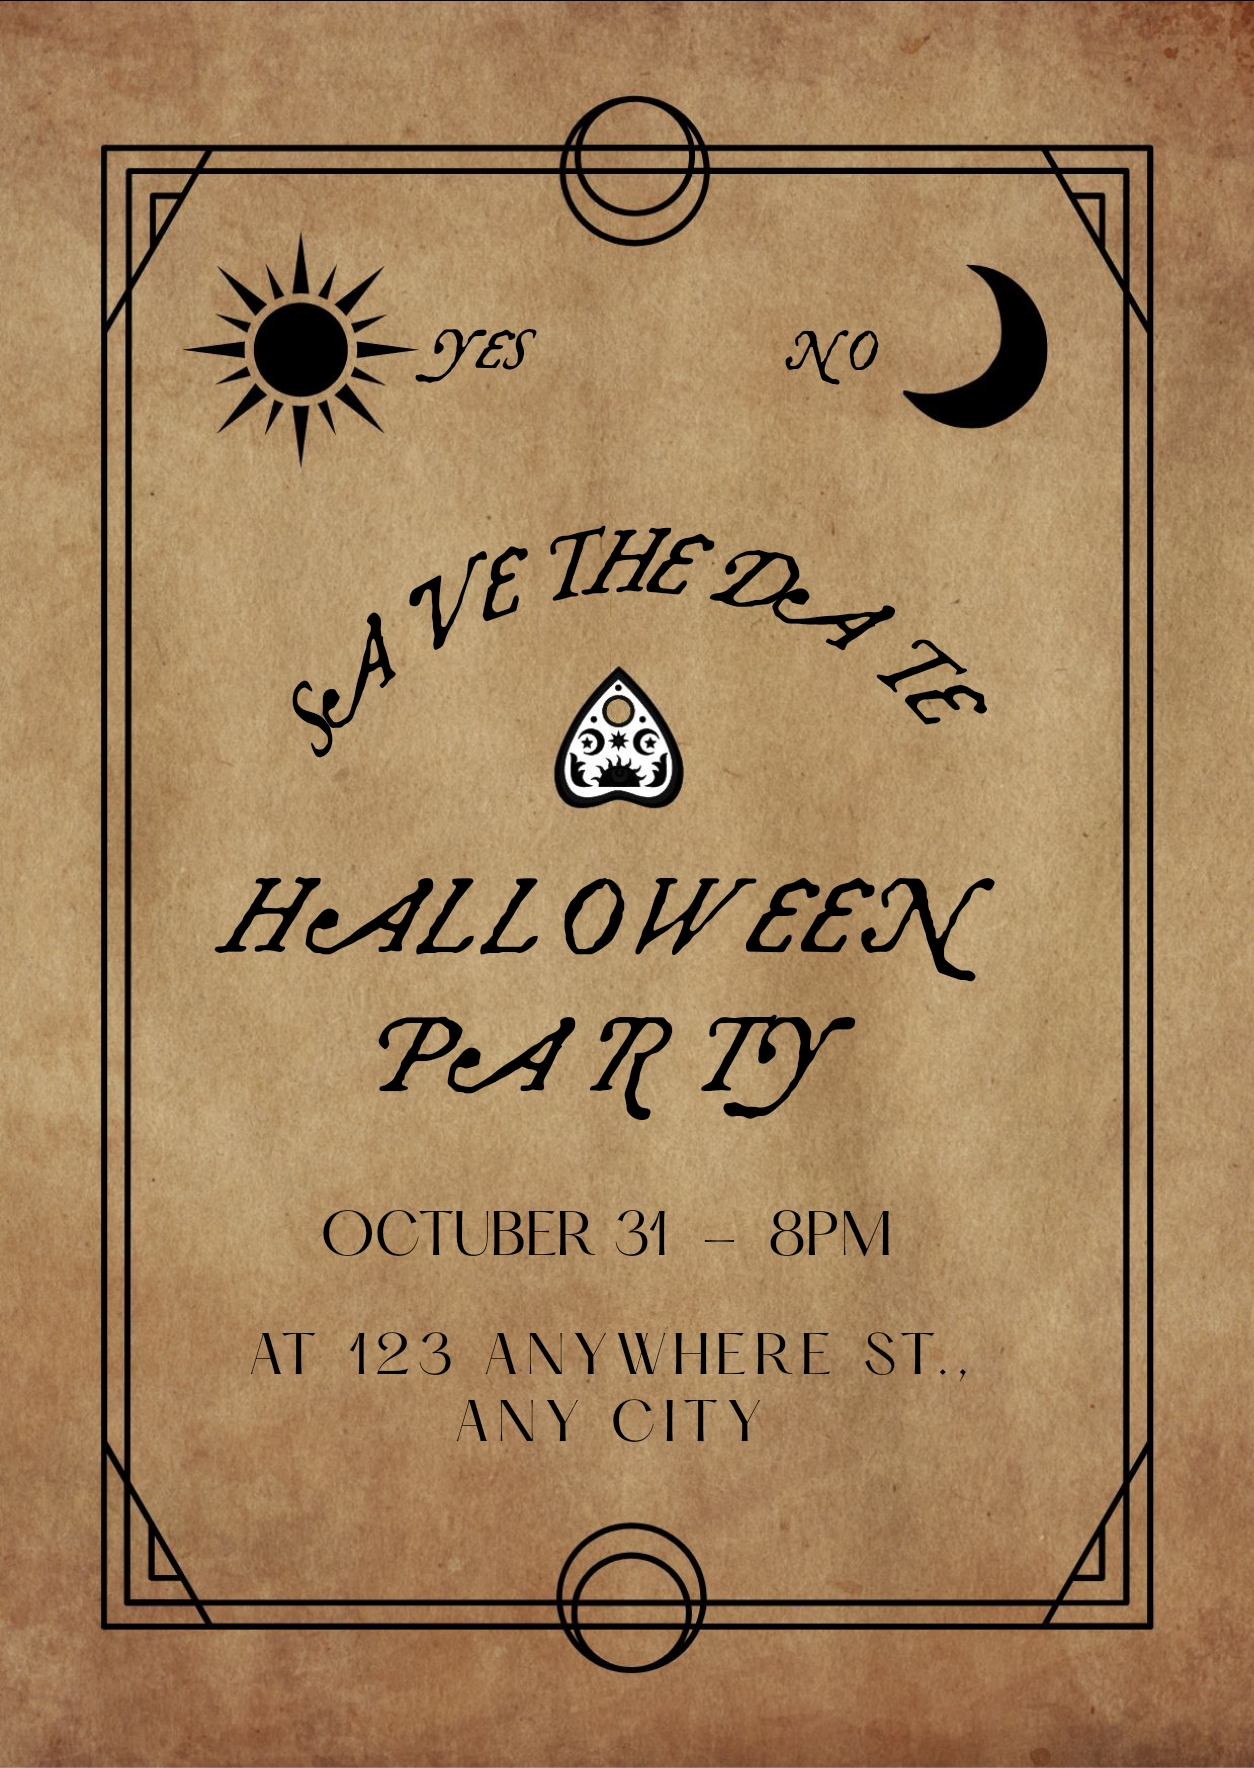 YES
NO
SAVE THE DATE
HALLOWEEN
PARTY
OCTUBER 31 – 8PM
AT 123 ANYWHERE ST.,
ANY CITY